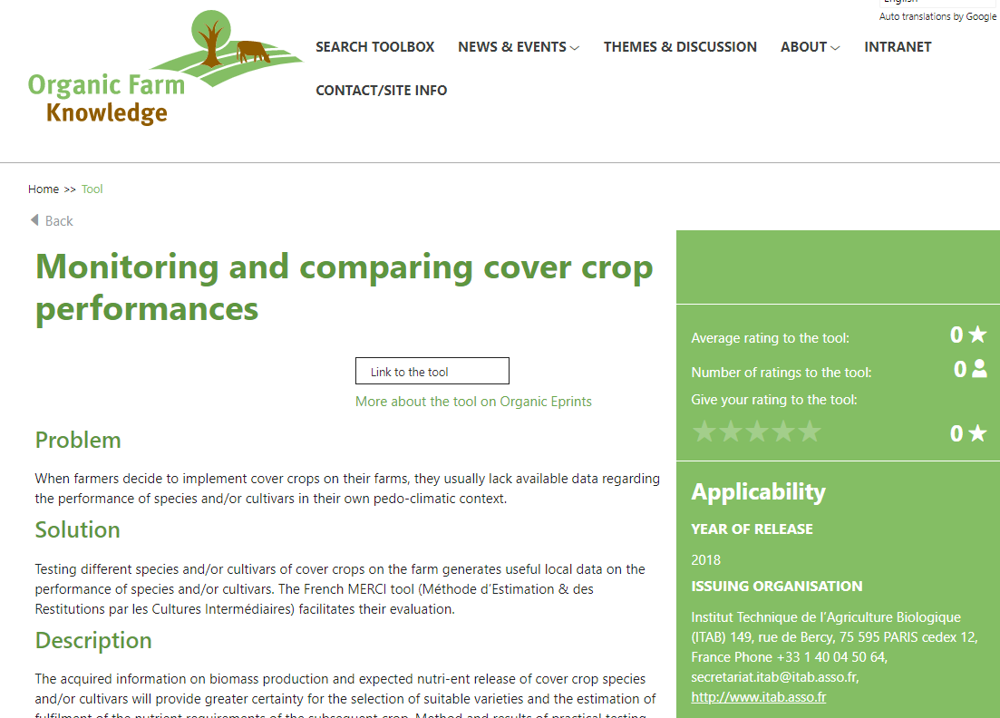 English
Auto translations by Google
Organic Farm
Knowledge
SEARCH TOOLBOX NEWS & EVENTS THEMES & DISCUSSION ABOUT INTRANET
CONTACT/SITE INFO
Home >> Tool
Back
Monitoring and comparing cover crop
performances
Link to the tool
More about the tool on Organic Eprints
Problem
When farmers decide to implement cover crops on their farms, they usually lack available data regarding
the performance of species and/or cultivars in their own pedo-climatic context.
Solution
Testing different species and/or cultivars of cover crops on the farm generates useful local data on the
performance of species and/or cultivars. The French MERCI tool (Méthode d’Estimation & des
Restitutions par les Cultures Intermédiaires) facilitates their evaluation.
Description
The acquired information on biomass production and expected nutri-ent release of cover crop species
and/or cultivars will provide greater certainty for the selection of suitable varieties and the estimation of
fulfilment of the nutrient requirements of the subsequent crop. Method and results of practical testing
Average rating to the tool: 0
Number of ratings to the tool: 0
Give your rating to the tool:
0
Applicability
YEAR OF RELEASE
2018
ISSUING ORGANISATION
Institut Technique de l’Agriculture Biologique
(ITAB) 149, rue de Bercy, 75 595 PARIS cedex 12,
France Phone +33 1 40 04 50 64,
secretariat.itab@itab.asso.fr,
http://www.itab.asso.fr